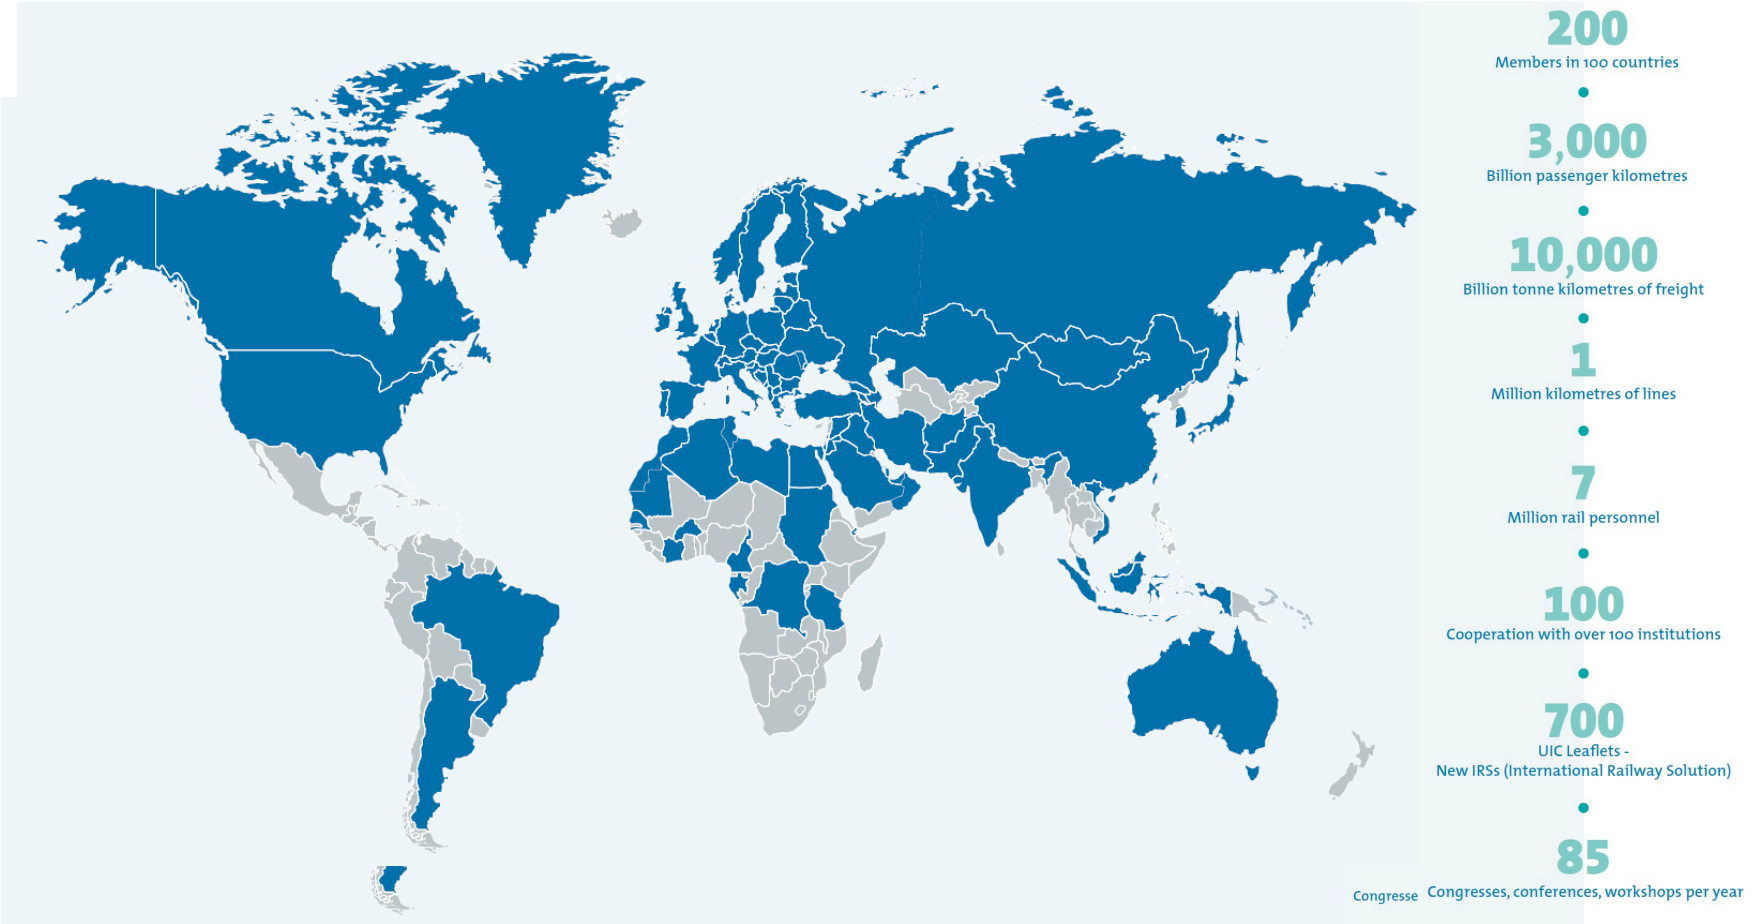 200
Members in 100 countries
3,000
Billion passenger kilometres
10,000
Billion tonne kilometres of freight
1
Million kilometres of lines
7
Million rail personnel
100
Cooperation with over 100 institutions
700
UIC Leaflets -
New IRSs (International Railway Solution)
85
Congresse Congresses, conferences, workshops per year